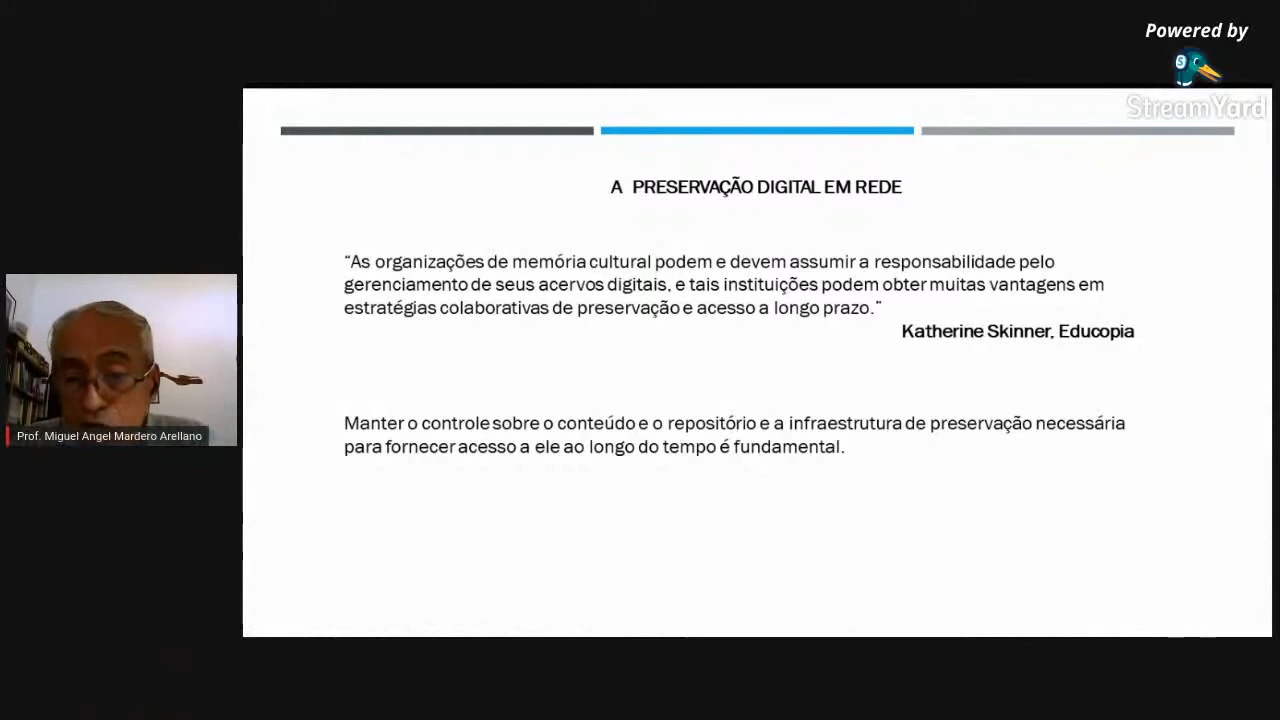 Powered by
StreamYard
A PRESERVAÇÃO DIGITAL EM REDE
“As organizações de memória cultural podem e devem assumir a responsabilidade pelo
gerenciamento de seus acervos digitais, e tais instituições podem obter muitas vantagens em
estratégias colaborativas de preservação e acesso a longo prazo.”
Katherine Skinner, Educopia
Manter o controle sobre o conteúdo e o repositório e a infraestrutura de preservação necessária
para fornecer acesso a ele ao longo do tempo é fundamental.
Prof. Miguel Angel Mardero Arellano